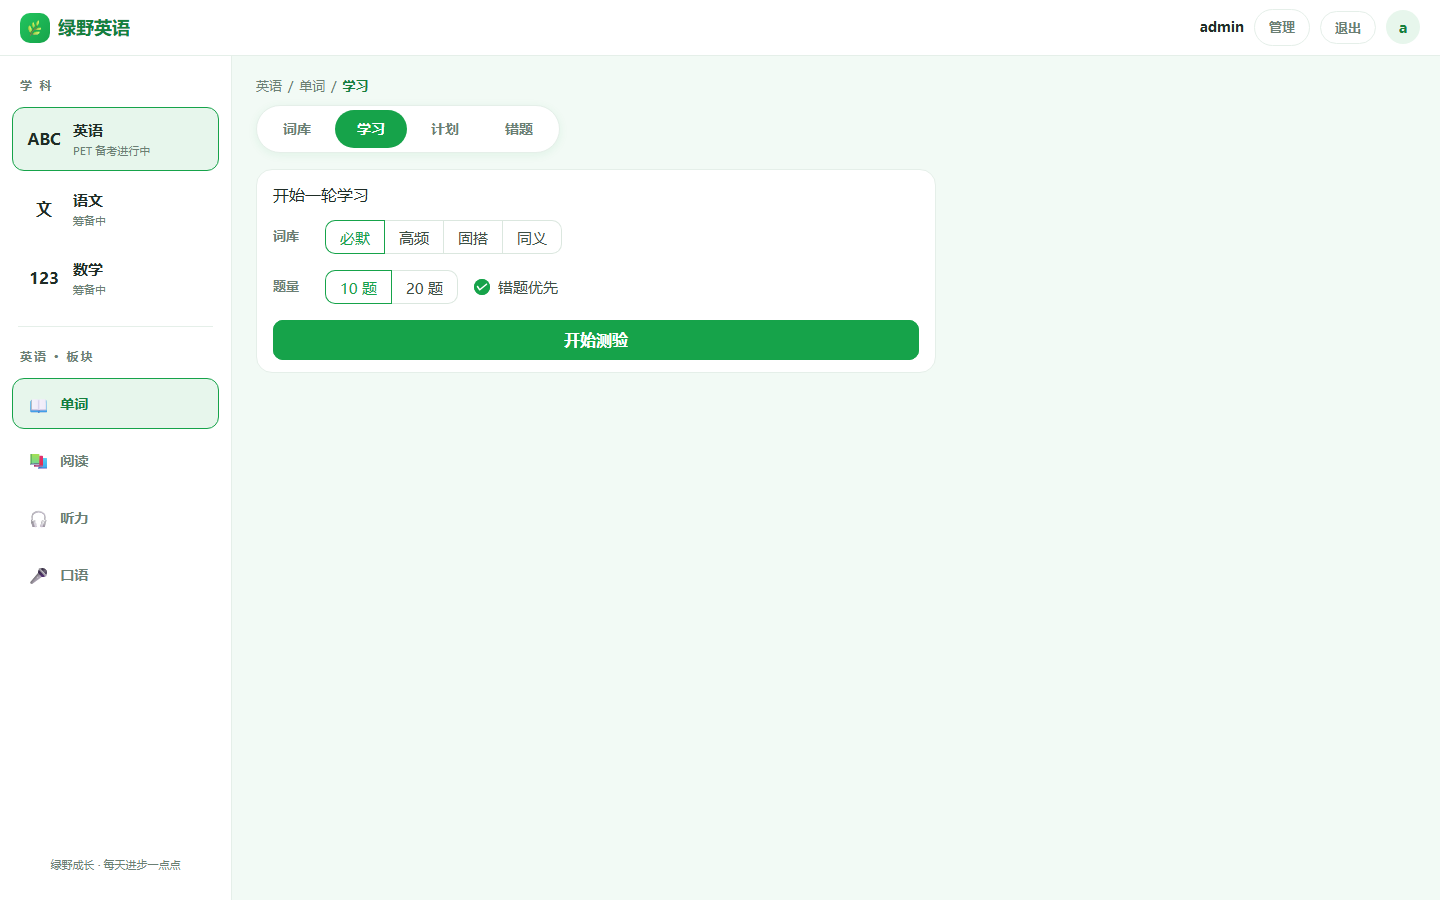 绿野英语
admin 管理 退出 a
学 科
ABC 英语
PET 备考进行中
文 语文
筹备中
123 数学
筹备中
英语 • 板块
单词
阅读
听力
口语
绿野成长 · 每天进步一点点
英语 / 单词 / 学习
词库 学习 计划 错题
开始一轮学习
词库 必默 高频 固搭 同义
题量 10 题 20 题 错题优先
开始测验